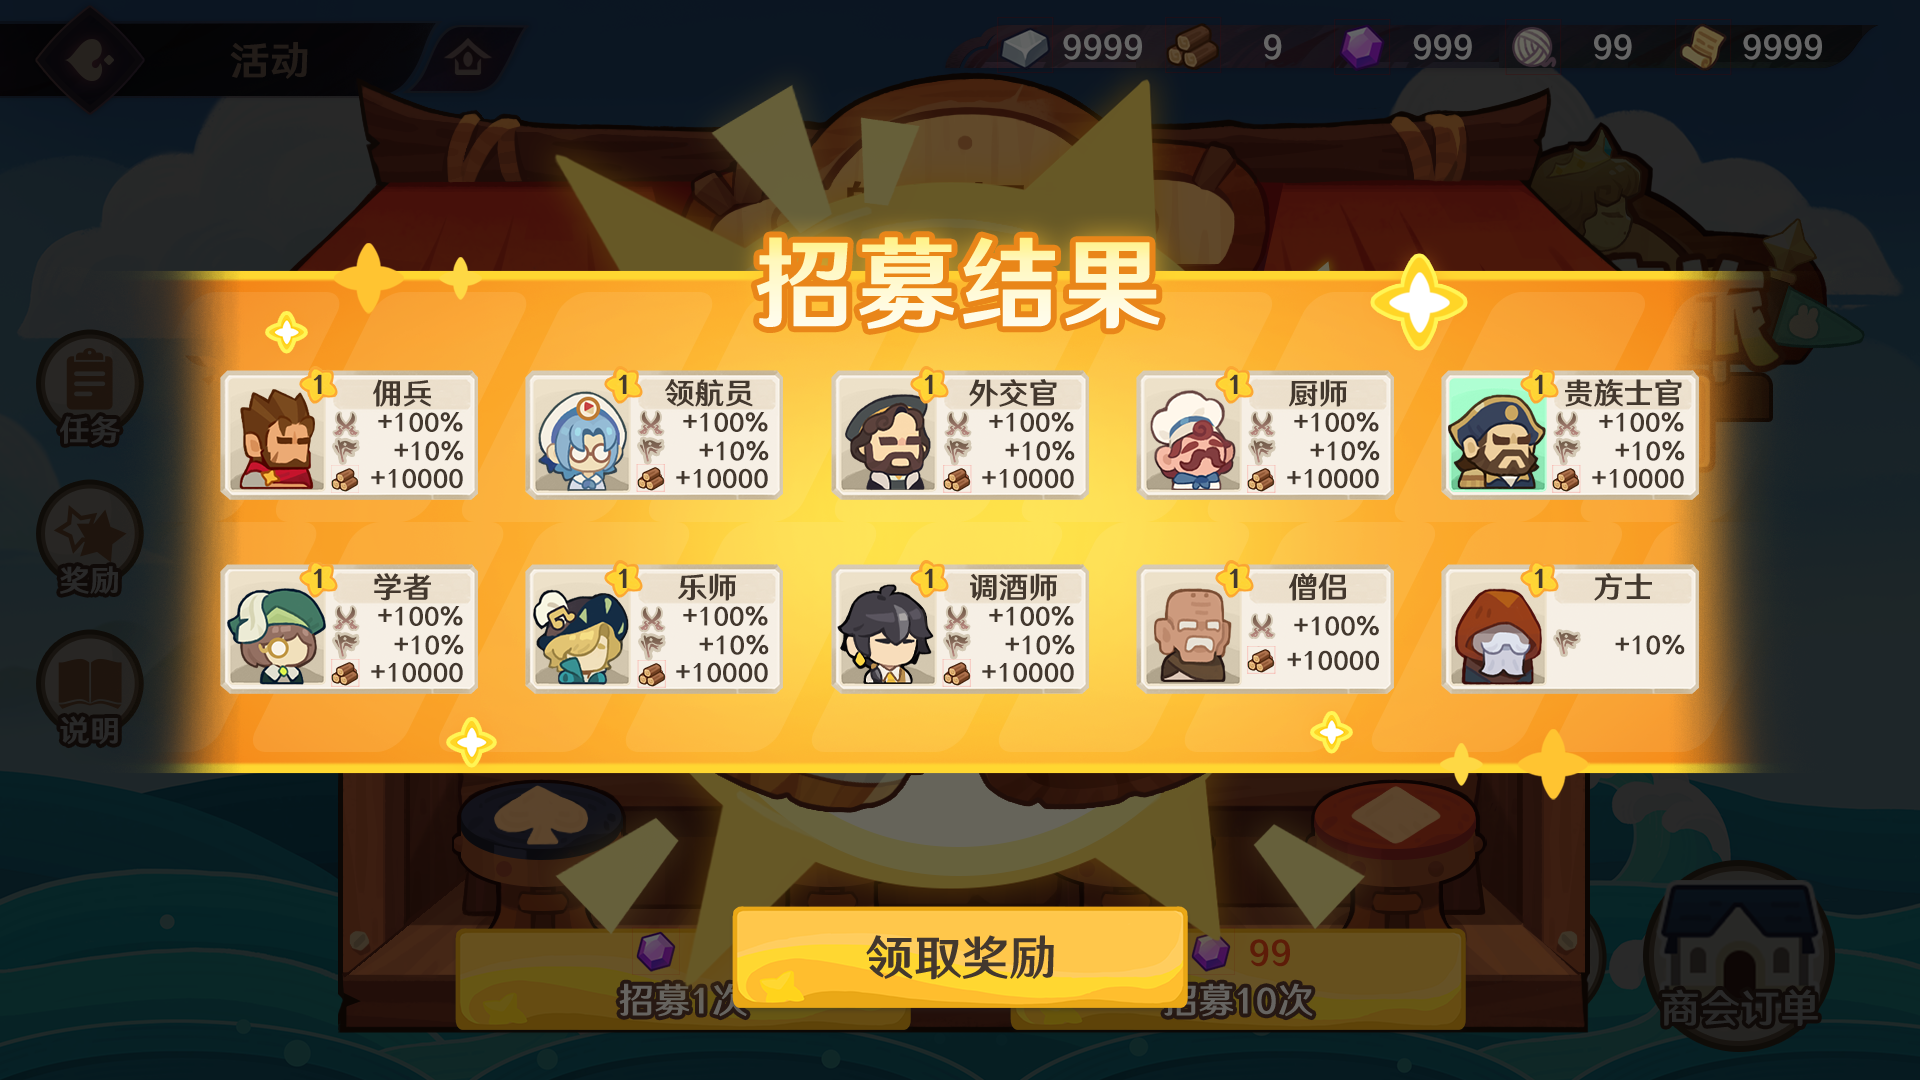 活动
9999
9
999
99
9999
招募结果
1
佣兵
+100%
+10%
+10000
1
领航员
+100%
+10%
+10000
1
外交官
+100%
+10%
+10000
1
厨师
+100%
+10%
+10000
1
贵族士官
+100%
+10%
+10000
1
学者
+100%
+10%
+10000
1
乐师
+100%
+10%
+10000
1
调酒师
+100%
+10%
+10000
1
僧侣
+100%
+10000
1
方士
+10%
任务
奖励
说明
领取奖励
招募1次
99
招募10次
商会订单